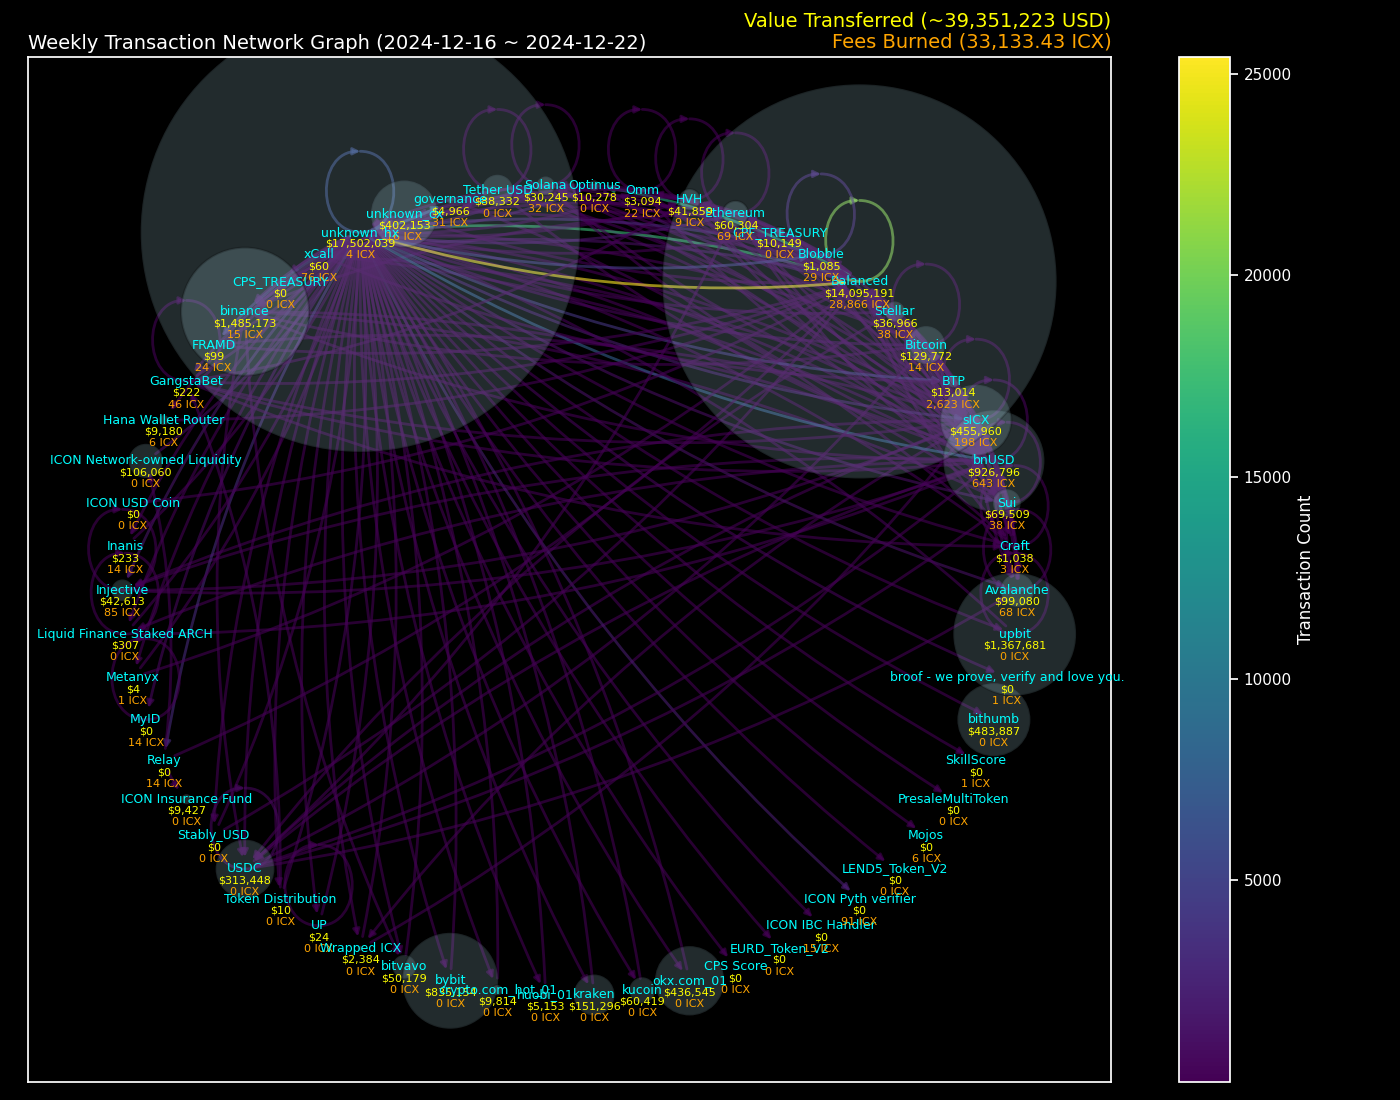 Value Transferred (~39,351,223 USD)
Weekly Transaction Network Graph (2024-12-16 ~ 2024-12-22)
Fees Burned (33,133.43 ICX)
Tether USD
$88,332
0 ICX
Solana
$30,245
32 ICX
Optimus
$10,278
0 ICX
Omm
$3,094
22 ICX
governance
$4,966
31 ICX
HVH
$41,859
9 ICX
unknown_cx
$402,153
ICX
Ethereum
$60,304
69 ICX
unknown_hx
$17,502,039
4 ICX
CPF_TREASURY
$10,149
0 ICX
xCall
$60
76 ICX
Blobble
$1,085
29 ICX
CPS_TREASURY
$0
0 ICX
Balanced
$14,095,191
28,866 ICX
binance
$1,485,173
15 ICX
Stellar
$36,966
38 ICX
FRAMD
$99
24 ICX
Bitcoin
$129,772
14 ICX
GangstaBet
$222
46 ICX
BTP
$13,014
2,623 ICX
Hana Wallet Router
$9,180
6 ICX
sICX
$455,960
198 ICX
ICON Network-owned Liquidity
$106,060
0 ICX
bnUSD
$926,796
643 ICX
ICON USD Coin
$0
0 ICX
Sui
$69,509
38 ICX
Inanis
$233
14 ICX
Craft
$1,038
3 ICX
Injective
$42,613
85 ICX
Avalanche
$99,080
68 ICX
Liquid Finance Staked ARCH
$307
0 ICX
upbit
$1,367,681
0 ICX
Metanyx
$4
1 ICX
broof - we prove, verify and love you.
$0
1 ICX
MyID
$0
14 ICX
bithumb
$483,887
0 ICX
Relay
$0
14 ICX
SkillScore
$0
1 ICX
ICON Insurance Fund
$9,427
0 ICX
PresaleMultiToken
$0
0 ICX
Stably_USD
$0
0 ICX
Mojos
$0
6 ICX
USDC
$313,448
0 ICX
LEND5_Token_V2
$0
0 ICX
Token Distribution
$10
0 ICX
ICON Pyth verifier
$0
91 ICX
UP
$24
0 ICX
ICON IBC Handler
$0
15 ICX
Wrapped ICX
$2,384
0 ICX
EURD_Token_V2
$0
0 ICX
bitvavo
$50,179
0 ICX
CPS Score
$0
0 ICX
bybit
$835,154
0 ICX
crypto.com_hot_01
$9,814
0 ICX
huobi_01
$5,153
0 ICX
kraken
$151,296
0 ICX
kucoin
$60,419
0 ICX
okx.com_01
$436,545
0 ICX
25000
20000
15000
10000
5000
Transaction Count